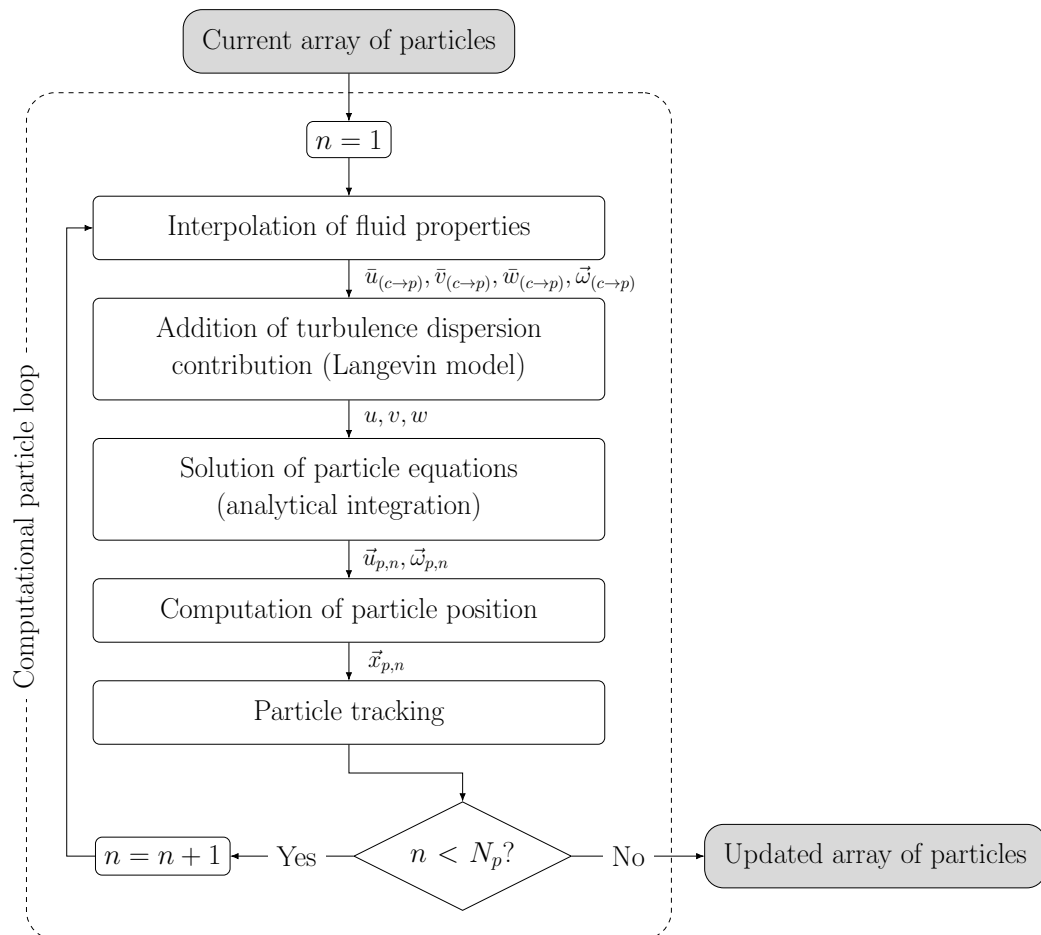 Current array of particles
n = 1
Interpolation of fluid properties
ū(c→p), v̄(c→p), w̄(c→p), ω⃗(c→p)
Addition of turbulence dispersion
contribution (Langevin model)
u, v, w
Solution of particle equations
(analytical integration)
u⃗p,n, ω⃗p,n
Computation of particle position
x⃗p,n
Particle tracking
Computational particle loop
n = n + 1
Yes
n < Np?
No
Updated array of particles